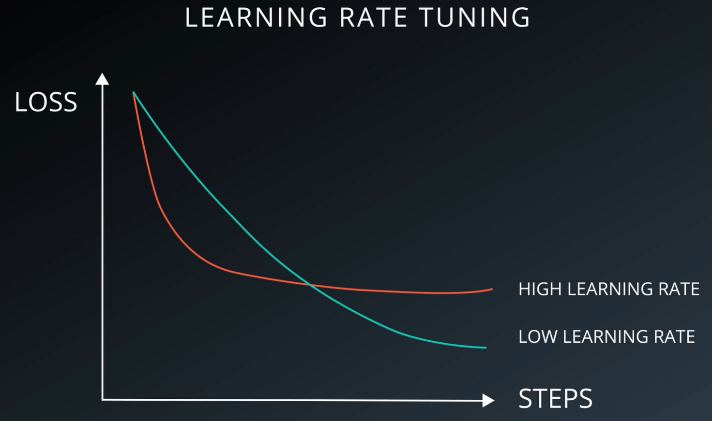 LEARNING RATE TUNING
LOSS
HIGH LEARNING RATE
LOW LEARNING RATE
STEPS